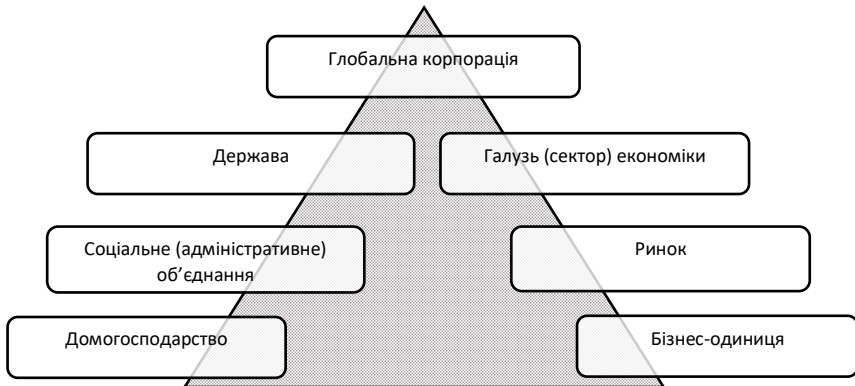 Глобальна корпорація
Держава
Галузь (сектор) економіки
Соціальне (адміністративне)
об’єднання
Ринок
Домогосподарство
Бізнес-одиниця